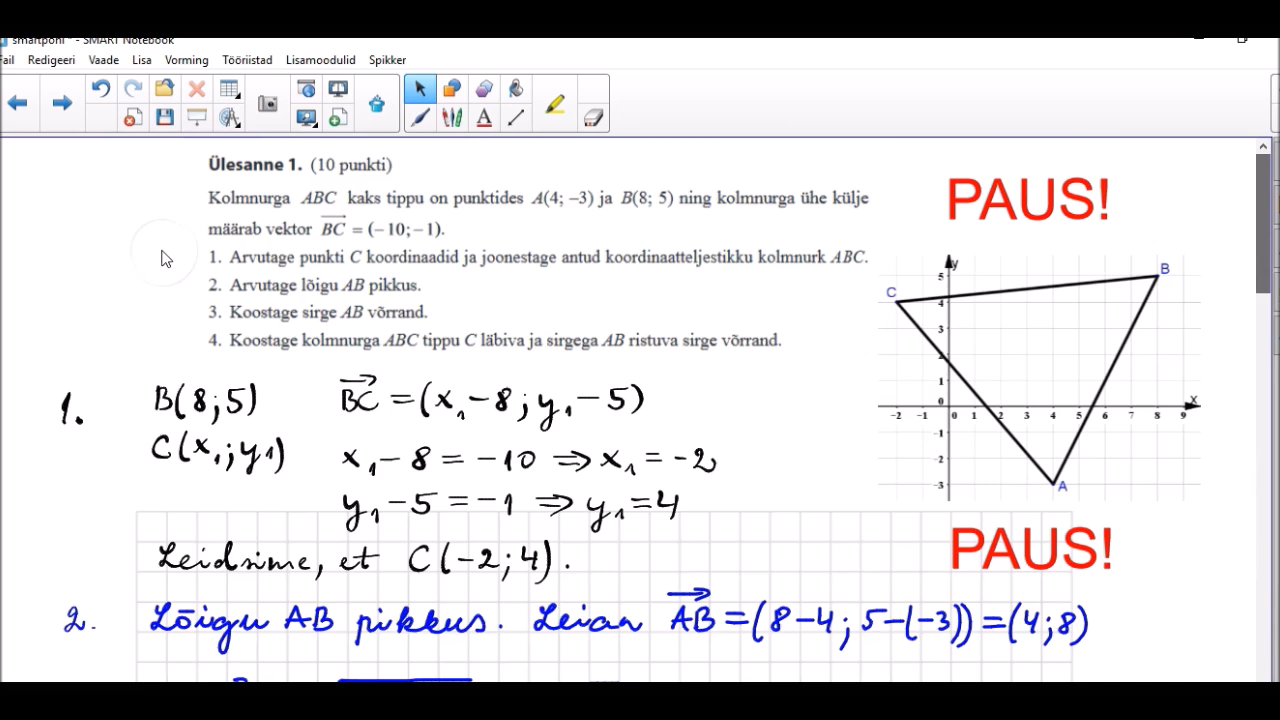 smartpohl * - SMART Notebook
Fail Redigeeri Vaade Lisa Vorming Tööriistad Lisamoodulid Spikker
Ülesanne 1. (10 punkti)
Kolmnurga ABC kaks tippu on punktides A(4; –3) ja B(8; 5) ning kolmnurga ühe külje
määrab vektor BC = (–10; –1).
1. Arvutage punkti C koordinaadid ja joonestage antud koordinaatteljestikku kolmnurk ABC.
2. Arvutage lõigu AB pikkus.
3. Koostage sirge AB võrrand.
4. Koostage kolmnurga ABC tippu C läbiva ja sirgega AB ristuva sirge võrrand.
PAUS!
y
B
C
5
4
3
2
1
0
x
-2 -1 0 1 2 3 4 5 6 7 8 9
-1
-2
-3
A
1. B(8;5) BC = (x₁-8; y₁-5)
C(x₁; y₁) x₁-8 = -10 ⇒ x₁ = -2
y₁-5 = -1 ⇒ y₁ = 4
Leidsime, et C(-2; 4).
PAUS!
2. Lõigu AB pikkus. Leian AB = (8-4; 5-(-3)) = (4; 8)